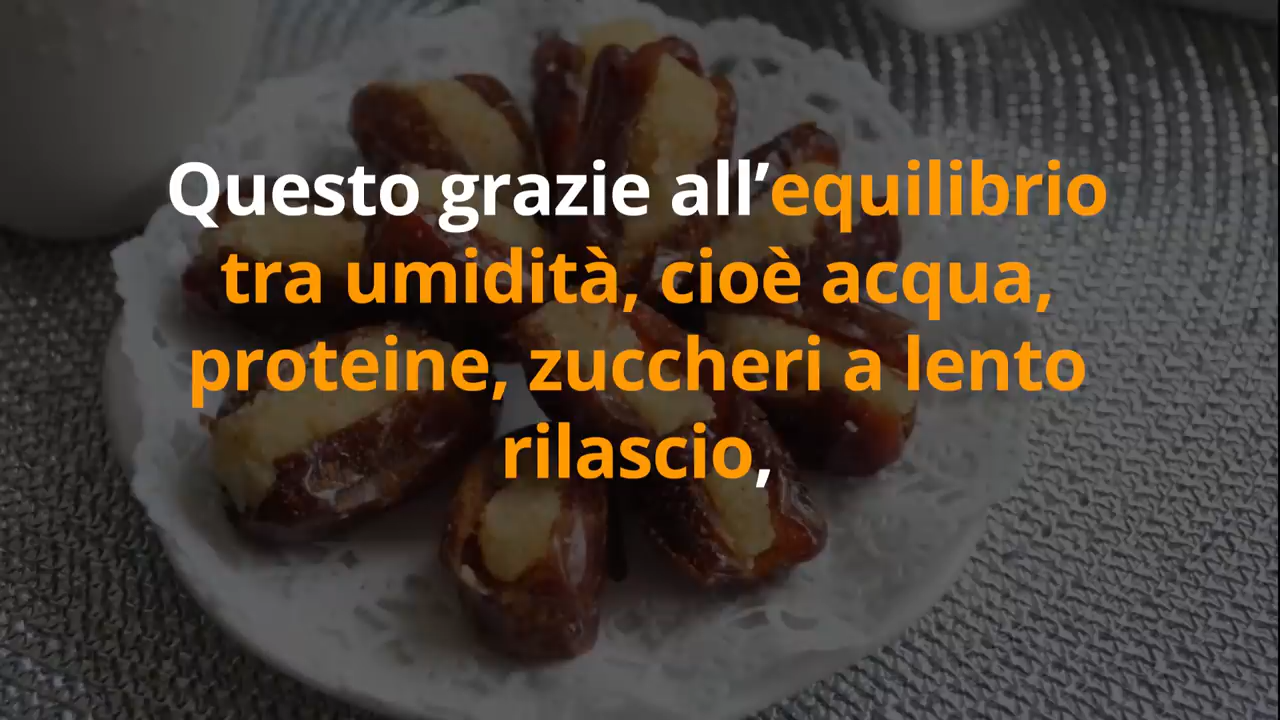 Questo grazie all’equilibrio
tra umidità, cioè acqua,
proteine, zuccheri a lento
rilascio,